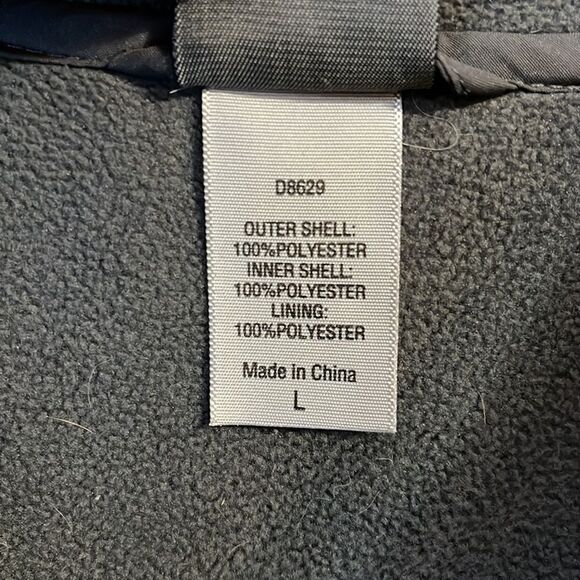 D8629
OUTER SHELL:
100%POLYESTER
INNER SHELL:
100%POLYESTER
LINING:
100%POLYESTER
Made in China
L